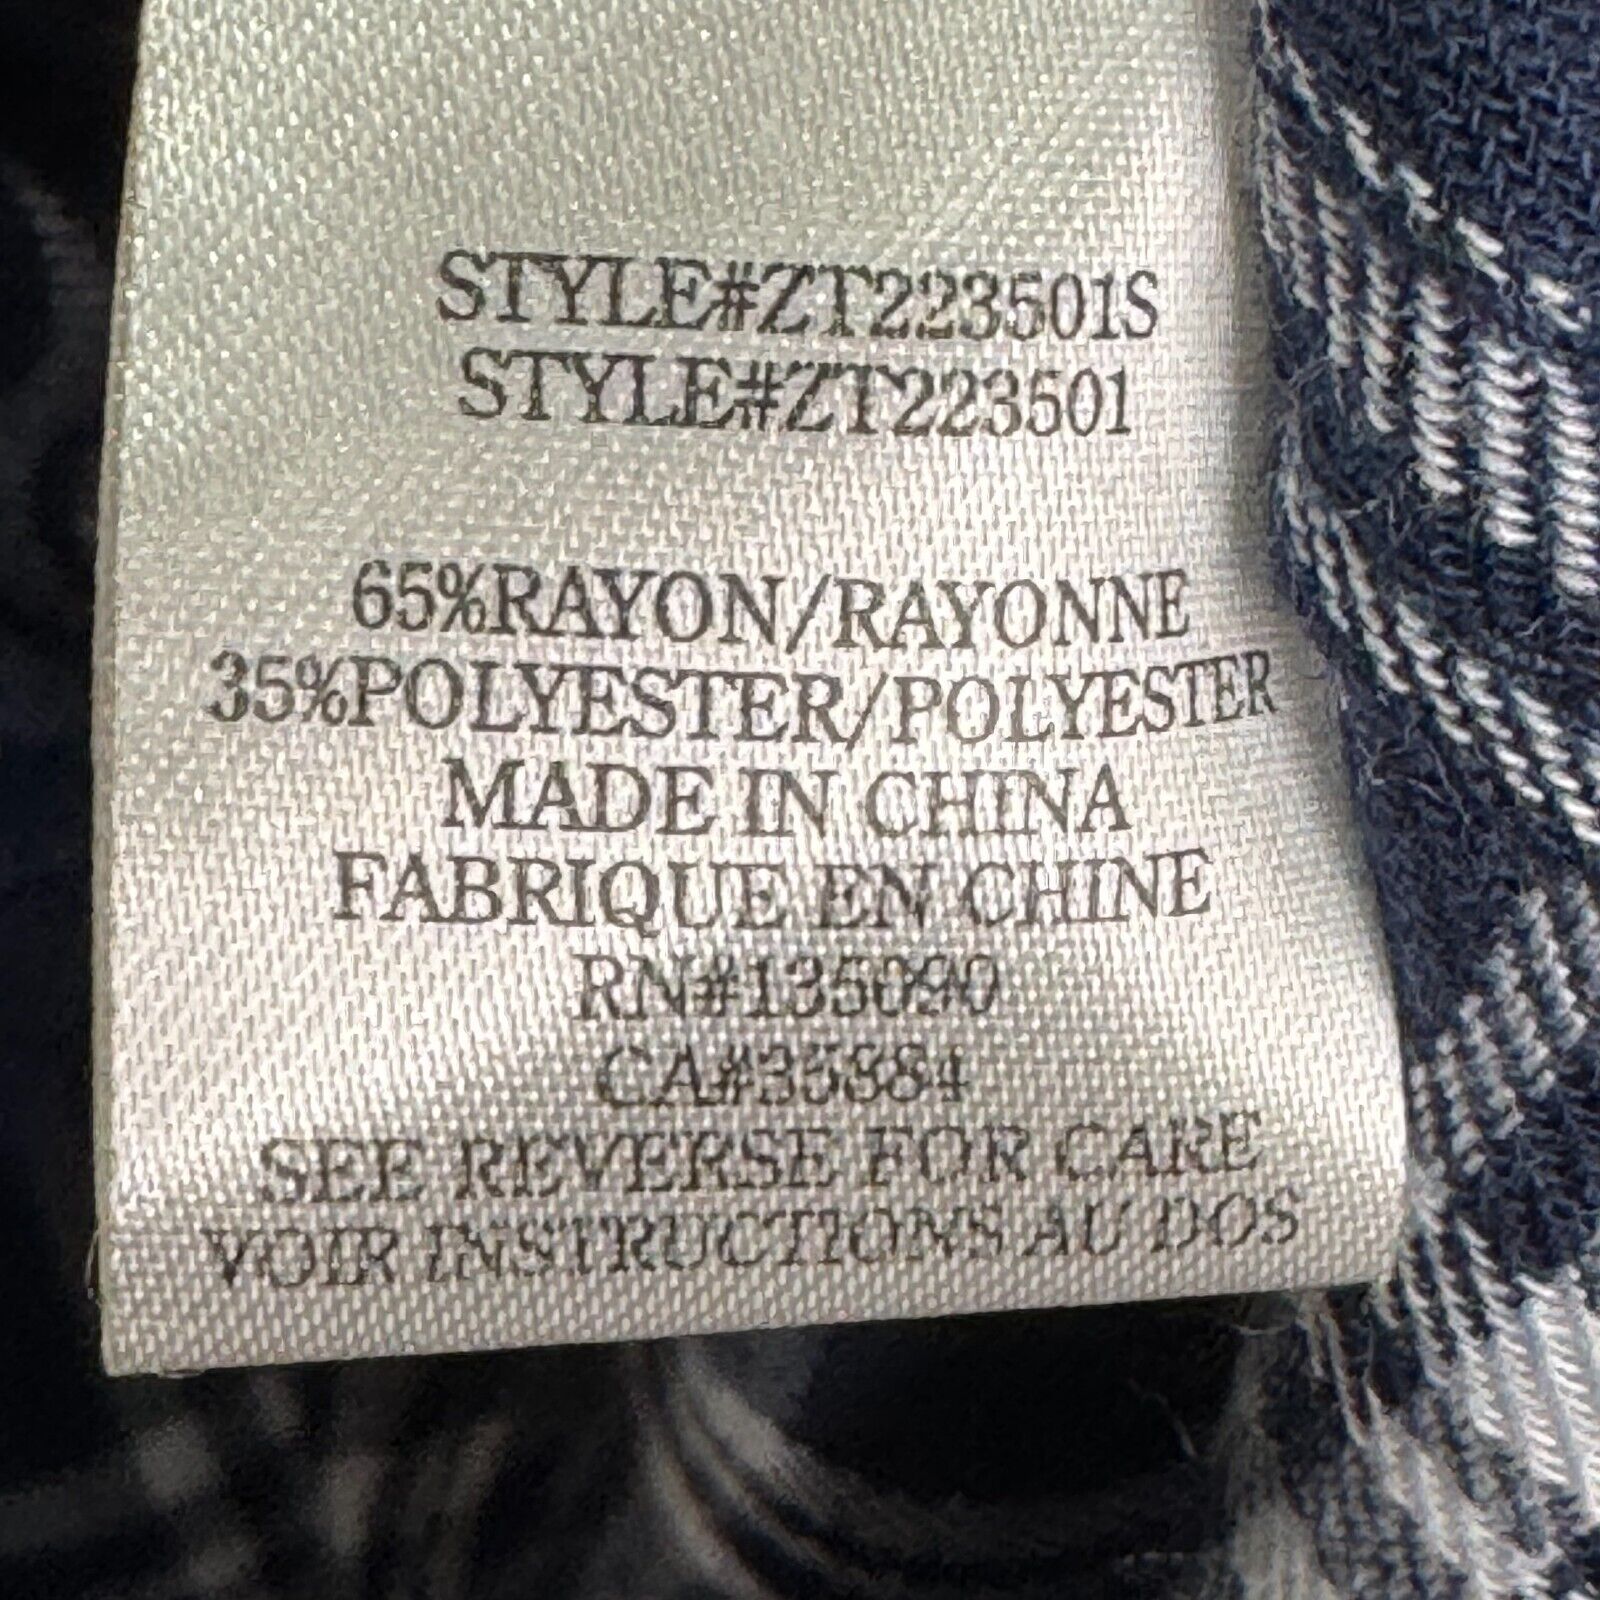 STYLE#ZT223501S
STYLE#ZT223501
65%RAYON/RAYONNE
35%POLYESTER/POLYESTER
MADE IN CHINA
FABRIQUE EN CHINE
RN#135090
CA#35884
SEE REVERSE FOR CARE
VOIR INSTRUCTIONS AU DOS